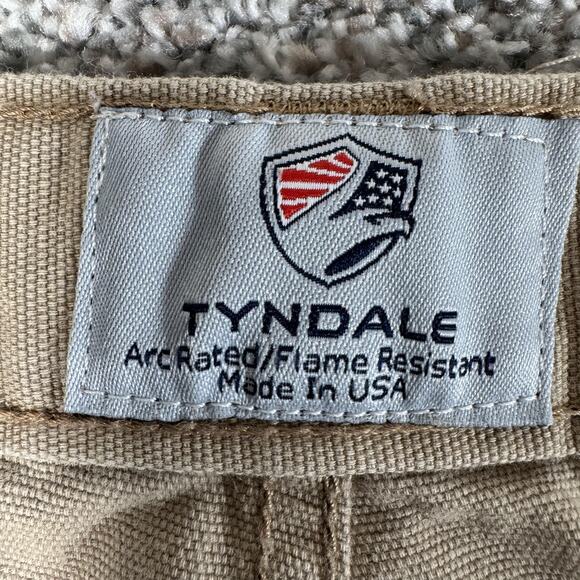 TYNDALE
Arc Rated/Flame Resistant
Made In USA